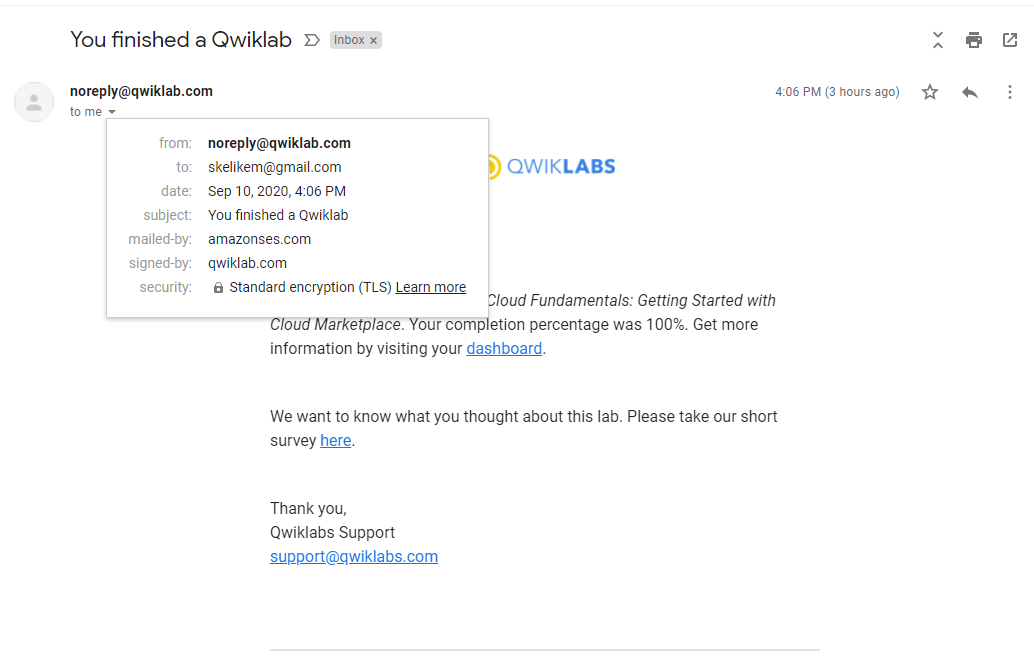 You finished a Qwiklab Inbox ×
noreply@qwiklab.com 4:06 PM (3 hours ago)
to me
from: noreply@qwiklab.com
to: skelikem@gmail.com
date: Sep 10, 2020, 4:06 PM
subject: You finished a Qwiklab
mailed-by: amazonses.com
signed-by: qwiklab.com
security: Standard encryption (TLS) Learn more
QWIKLABS
Cloud Fundamentals: Getting Started with
Cloud Marketplace. Your completion percentage was 100%. Get more
information by visiting your dashboard.
We want to know what you thought about this lab. Please take our short
survey here.
Thank you,
Qwiklabs Support
support@qwiklabs.com